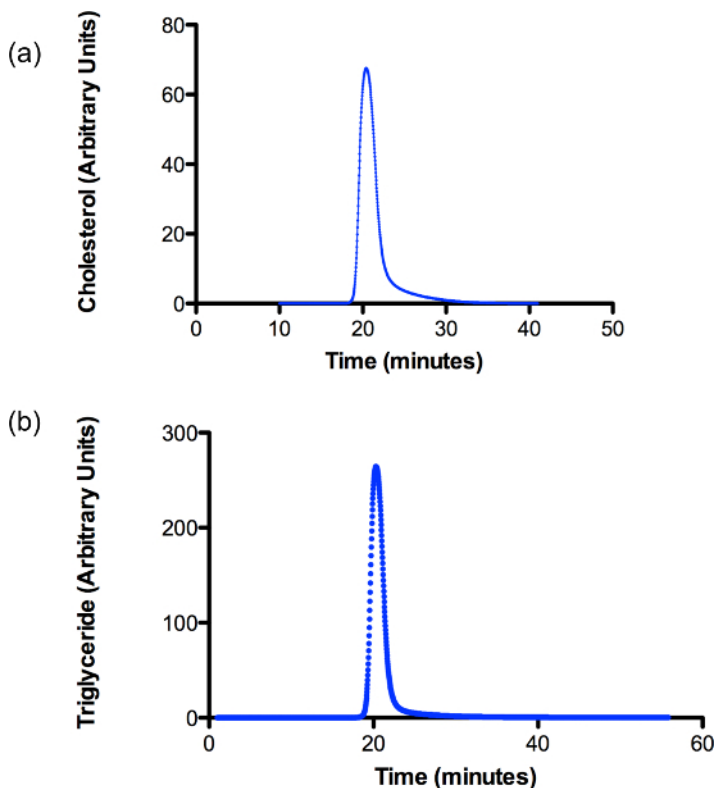 (a)
Cholesterol (Arbitrary Units)
80
60
40
20
0
0 10 20 30 40 50
Time (minutes)
(b)
Triglyceride (Arbitrary Units)
300
200
100
0
0 20 40 60
Time (minutes)